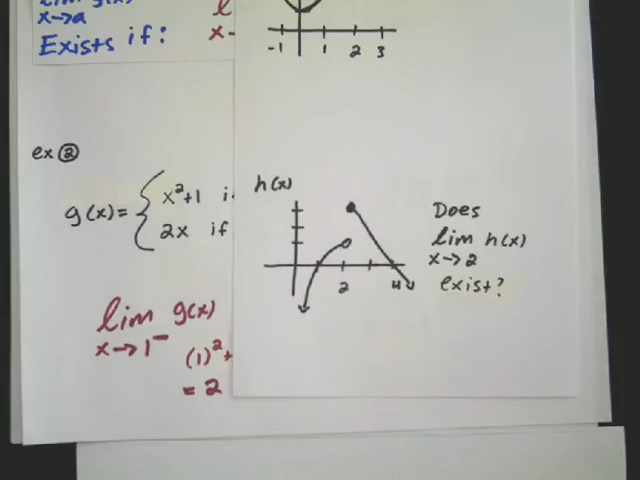 x→a
Exists if:
x→
-1 1 2 3
ex ②
g(x)= { x²+1
2x if
lim g(x)
x→1⁻ (1)²+
= 2
h(x)
2 4
Does
lim h(x)
x→2
exist?